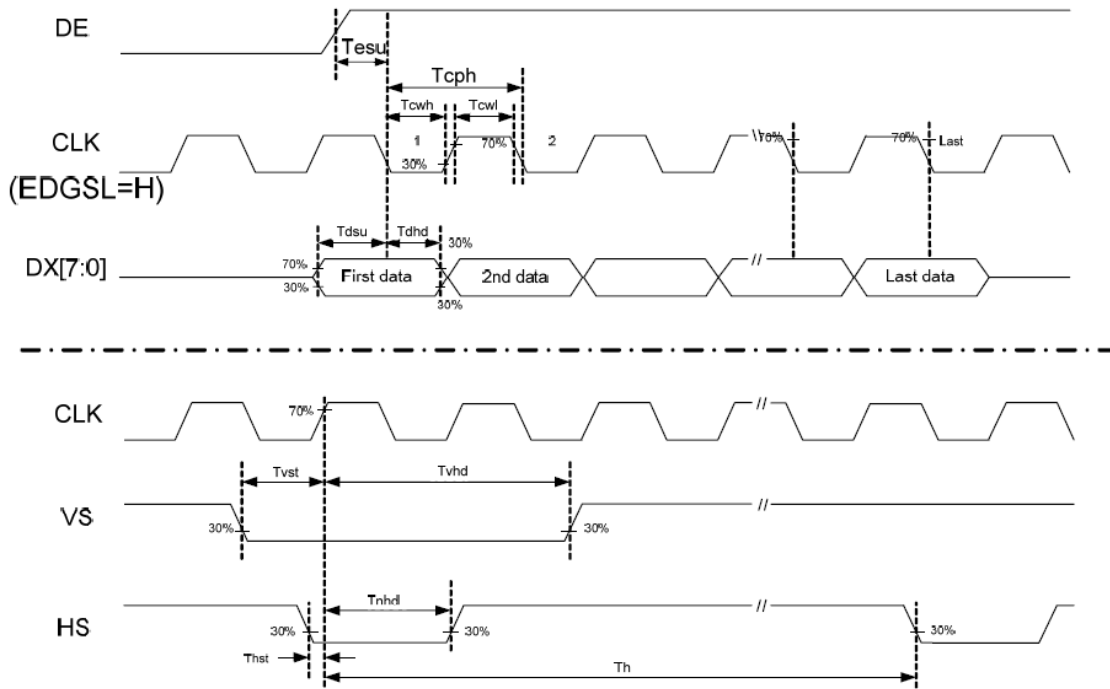 DE
Tesu
Tcph
Tcwh
Tcwl
CLK
1
70%
2
70%
70%
Last
30%
(EDGSL=H)
Tdsu
Tdhd
30%
DX[7:0]
70%
First data
2nd data
//
Last data
30%
30%
CLK
70%
//
Tvst
Tvhd
VS
30%
30%
//
HS
30%
30%
//
30%
Thst
Th